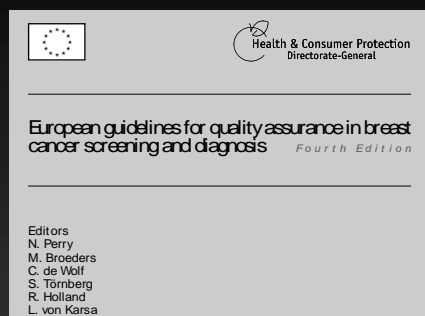 Health & Consumer Protection
Directorate-General
European guidelines for quality assurance in breast
cancer screening and diagnosis Fourth Edition
Editors
N. Perry
M. Broeders
C. de Wolf
S. Törnberg
R. Holland
L. von Karsa